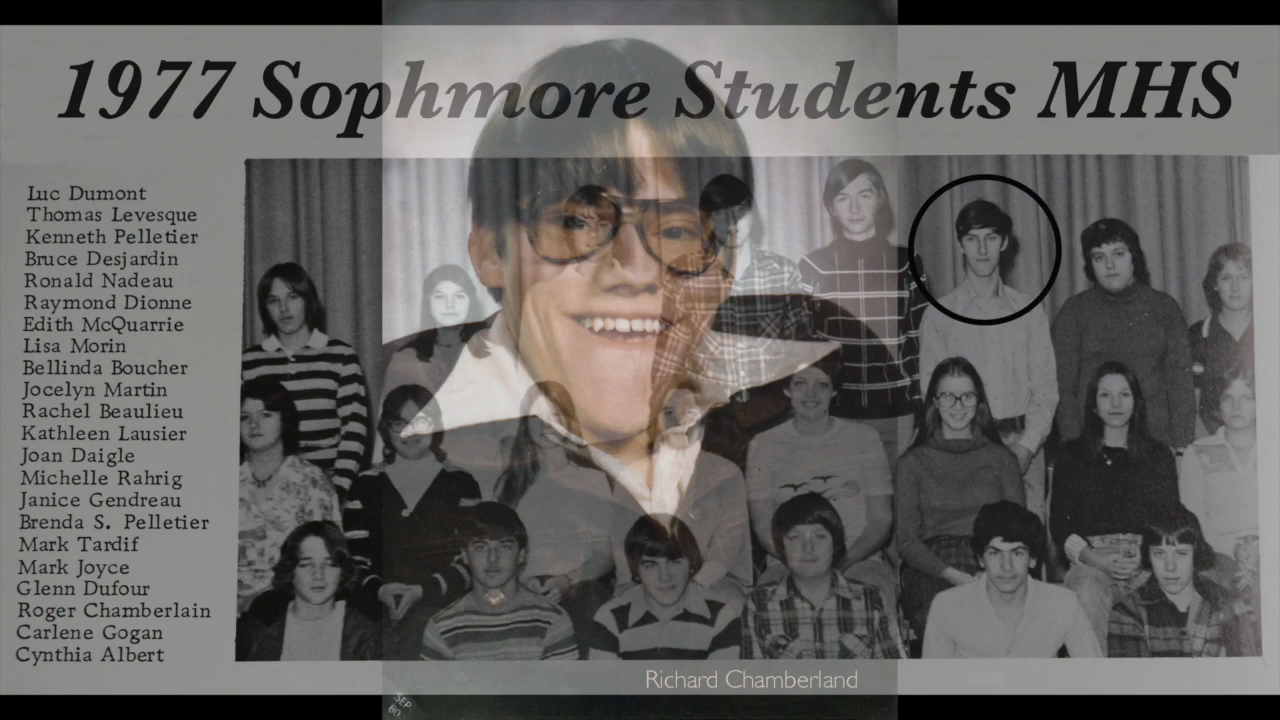 1977 Sophmore Students MHS
Luc Dumont
Thomas Levesque
Kenneth Pelletier
Bruce Desjardin
Ronald Nadeau
Raymond Dionne
Edith McQuarrie
Lisa Morin
Bellinda Boucher
Jocelyn Martin
Rachel Beaulieu
Kathleen Lausier
Joan Daigle
Michelle Rahrig
Janice Gendreau
Brenda S. Pelletier
Mark Tardif
Mark Joyce
Glenn Dufour
Roger Chamberlain
Carlene Gogan
Cynthia Albert
Richard Chamberland
SEP
80